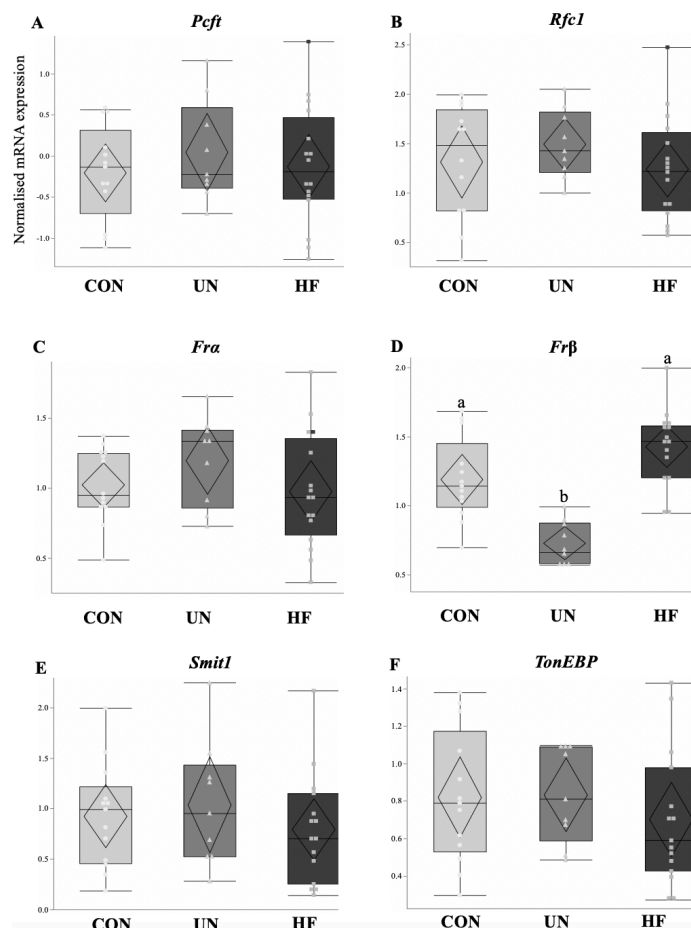 A Pcft
B Rfc1
Normalised mRNA expression
1.0
0.5
0.0
-0.5
-1.0
CON UN HF
2.5
2.0
1.5
1.0
0.5
CON UN HF
C Frα
D Frβ
1.5
1.0
0.5
CON UN HF
2.0
1.5
1.0
0.5
a
b
a
CON UN HF
E Smit1
F TonEBP
2.0
1.5
1.0
0.5
0.0
CON UN HF
1.4
1.2
1.0
0.8
0.6
0.4
CON UN HF